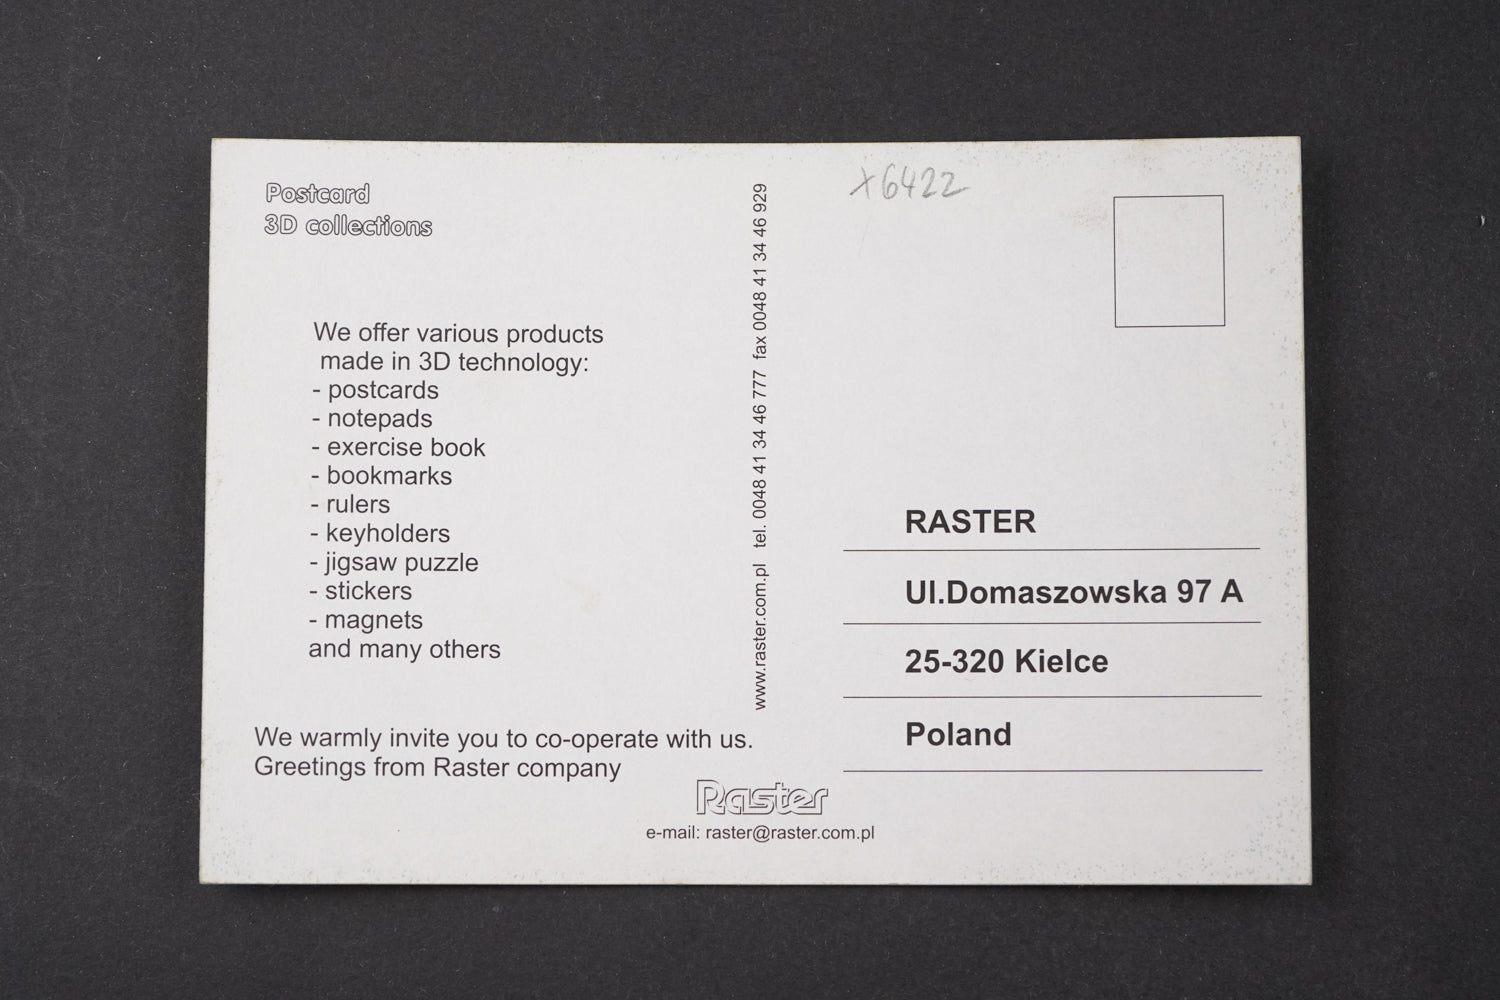 Postcard
3D collections
We offer various products
made in 3D technology:
- postcards
- notepads
- exercise book
- bookmarks
- rulers
- keyholders
- jigsaw puzzle
- stickers
- magnets
and many others
We warmly invite you to co-operate with us.
Greetings from Raster company
www.raster.com.pl tel. 0048 41 34 46 777 fax 0048 41 34 46 929
x6422
RASTER
Ul.Domaszowska 97 A
25-320 Kielce
Poland
Raster
e-mail: raster@raster.com.pl